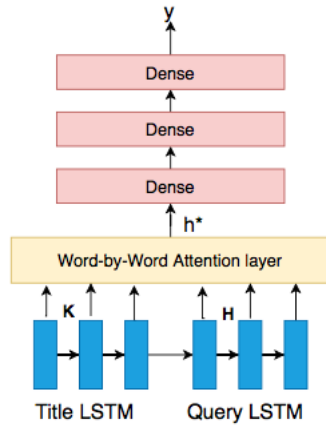 y
Dense
Dense
Dense
h*
Word-by-Word Attention layer
K H
Title LSTM Query LSTM